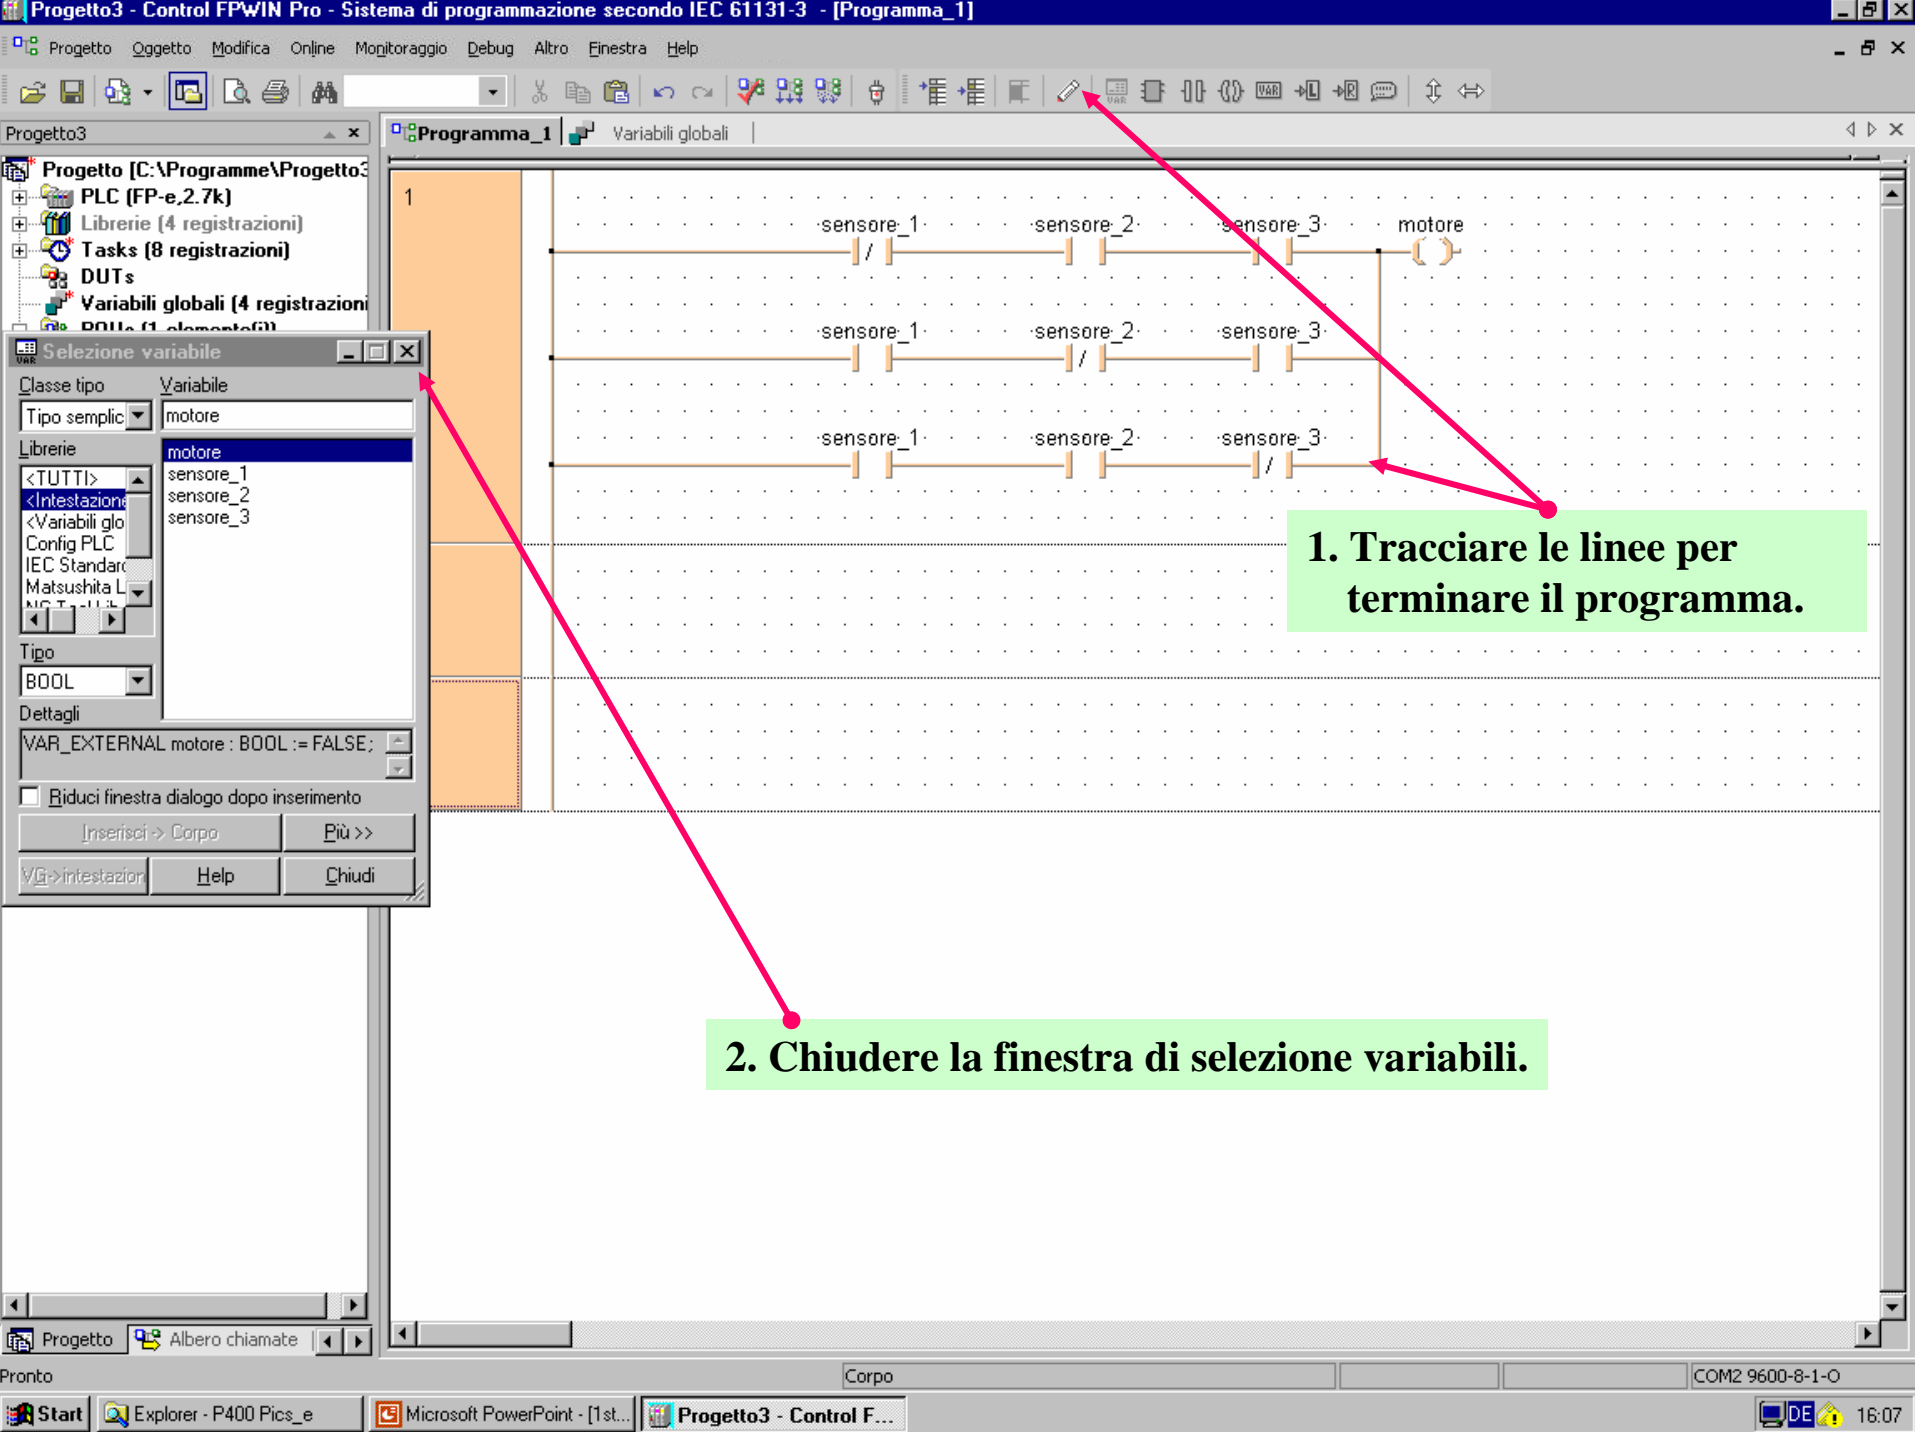 Progetto3 - Control FPWIN Pro - Sistema di programmazione secondo IEC 61131-3 - [Programma_1]
Progetto Oggetto Modifica Online Monitoraggio Debug Altro Finestra Help
Progetto3
Programma_1 Variabili globali
Progetto [C:\Programme\Progetto3
PLC (FP-e,2.7k)
Librerie (4 registrazioni)
Tasks (8 registrazioni)
DUTs
Variabili globali (4 registrazioni
POUs (1 elemento(i))
1
sensore_1 sensore_2 sensore_3 motore
sensore_1 sensore_2 sensore_3
sensore_1 sensore_2 sensore_3
Selezione variabile
Classe tipo Variabile
Tipo semplic motore
Librerie
<TUTTI>
<Intestazione
<Variabili glo
Config PLC
IEC Standard
Matsushita L
motore
sensore_1
sensore_2
sensore_3
Tipo
BOOL
Dettagli
VAR_EXTERNAL motore : BOOL := FALSE;
Riduci finestra dialogo dopo inserimento
Inserisci -> Corpo Più >>
VG->intestazion Help Chiudi
1. Tracciare le linee per
terminare il programma.
2. Chiudere la finestra di selezione variabili.
Progetto Albero chiamate
Pronto Corpo COM2 9600-8-1-O
Start Explorer - P400 Pics_e Microsoft PowerPoint - [1st... Progetto3 - Control F... DE 16:07